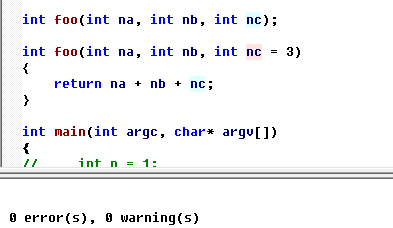 int foo(int na, int nb, int nc);
int foo(int na, int nb, int nc = 3)
{
return na + nb + nc;
}
int main(int argc, char* argv[])
{
// int n = 1;
0 error(s), 0 warning(s)